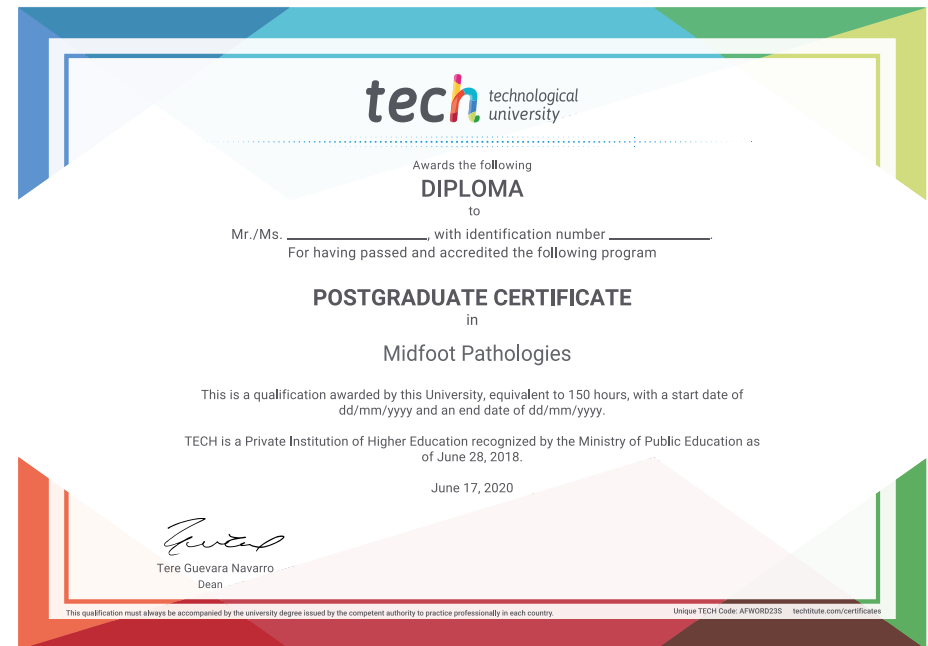 tech technological
university
Awards the following
DIPLOMA
to
Mr./Ms. ____________________, with identification number ______________.
For having passed and accredited the following program
POSTGRADUATE CERTIFICATE
in
Midfoot Pathologies
This is a qualification awarded by this University, equivalent to 150 hours, with a start date of
dd/mm/yyyy and an end date of dd/mm/yyyy.
TECH is a Private Institution of Higher Education recognized by the Ministry of Public Education as
of June 28, 2018.
June 17, 2020
Tere Guevara Navarro
Dean
This qualification must always be accompanied by the university degree issued by the competent authority to practice professionally in each country.
Unique TECH Code: AFWORD23S techtitute.com/certificates